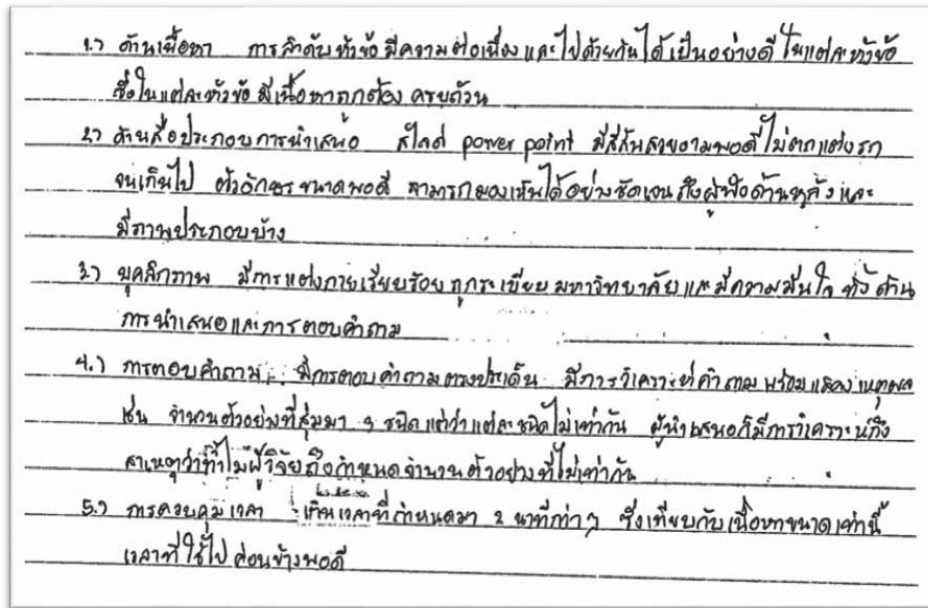 1.) ด้านเนื้อหา การลำดับหัวข้อ มีความต่อเนื่อง และไปด้วยกันได้เป็นอย่างดี ในแต่ละหัวข้อ
ซึ่งในแต่ละหัวข้อ มีเนื้อหาถูกต้อง ครบถ้วน
2.) ด้านสื่อประกอบการนำเสนอ สไลด์ power point มีสีสันสวยงามพอดี ไม่ตกแต่งรก
จนเกินไป ตัวอักษรขนาดพอดี สามารถมองเห็นได้อย่างชัดเจน ถึงผู้ฟังด้านหลัง และ
มีภาพประกอบบ้าง
3.) บุคลิกภาพ มีการแต่งกายเรียบร้อย ถูกระเบียบ มหาวิทยาลัย และมีความมั่นใจ ทั้งด้าน
การนำเสนอและการตอบคำถาม
4.) การตอบคำถาม มีการตอบคำถามตรงประเด็น มีการวิเคราะห์คำถาม พร้อมแสดงเหตุผล
เช่น จำนวนตัวอย่างที่สุ่มมา 9 ชนิด แต่ว่าแต่ละชนิดไม่เท่ากัน ผู้นำเสนอก็มีการวิเคราะห์ถึง
สาเหตุว่าทำไมผู้วิจัยถึงกำหนดจำนวนตัวอย่างที่ไม่เท่ากัน
5.) การควบคุมเวลา เกินเวลาที่กำหนดมา 2 นาทีกว่าๆ ซึ่งเทียบกับเนื้อหาขนาดเท่านี้
เวลาที่ใช้ไป ค่อนข้างพอดี